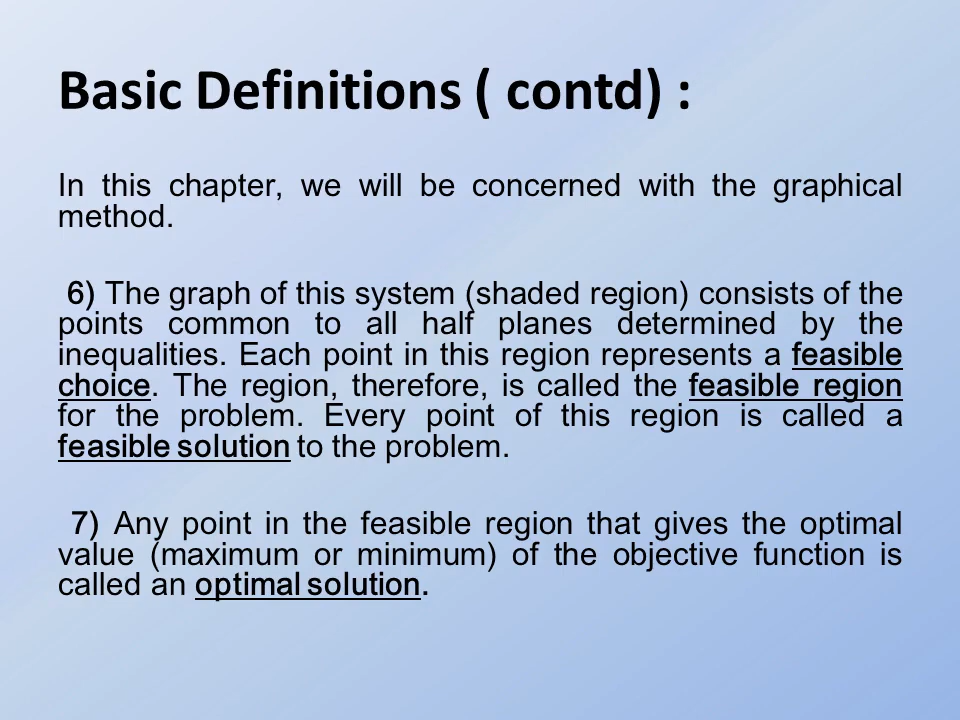 Basic Definitions ( contd) :
In this chapter, we will be concerned with the graphical
method.
6) The graph of this system (shaded region) consists of the
points common to all half planes determined by the
inequalities. Each point in this region represents a feasible
choice. The region, therefore, is called the feasible region
for the problem. Every point of this region is called a
feasible solution to the problem.
7) Any point in the feasible region that gives the optimal
value (maximum or minimum) of the objective function is
called an optimal solution.